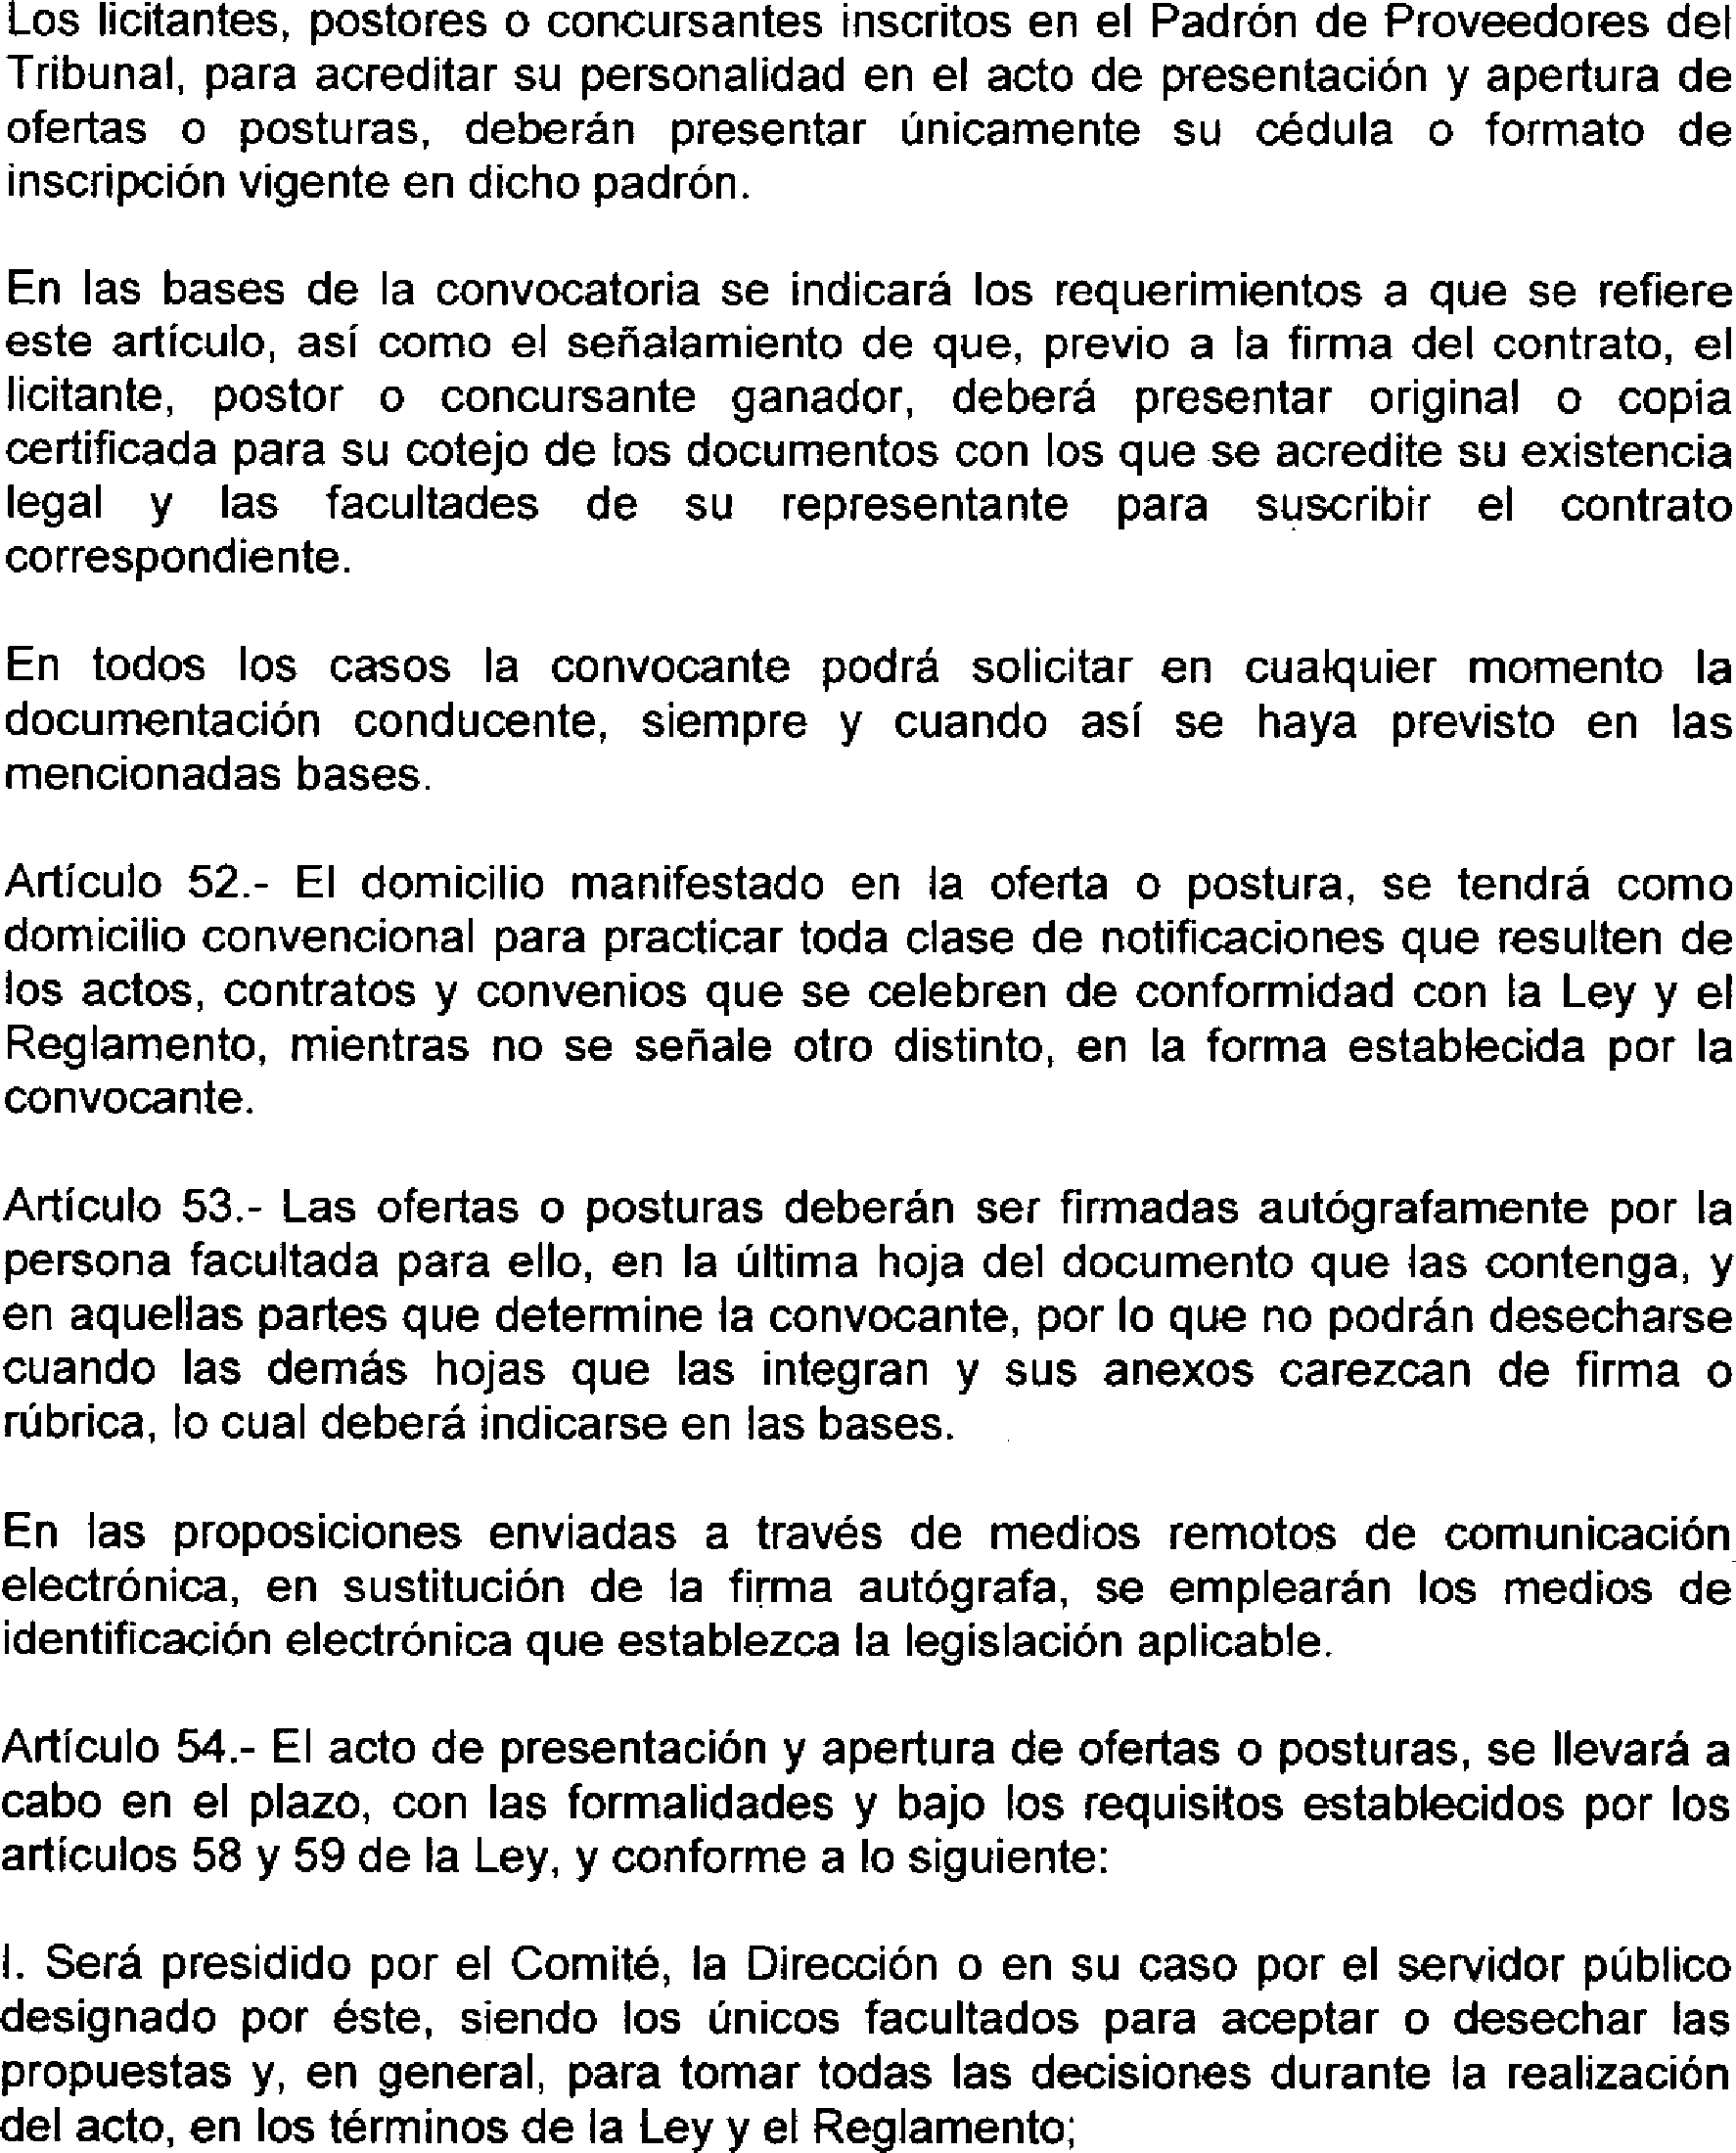 Los licitantes, postores o concursantes inscritos en el Padrón de Proveedores del
Tribunal, para acreditar su personalidad en el acto de presentación y apertura de
ofertas o posturas, deberán presentar únicamente su cédula o formato de
inscripción vigente en dicho padrón.
En las bases de la convocatoria se indicará los requerimientos a que se refiere
este artículo, así como el señalamiento de que, previo a la firma del contrato, el
licitante, postor o concursante ganador, deberá presentar original o copia
certificada para su cotejo de los documentos con los que se acredite su existencia
legal y las facultades de su representante para suscribir el contrato
correspondiente.
En todos los casos la convocante podrá solicitar en cualquier momento la
documentación conducente, siempre y cuando así se haya previsto en las
mencionadas bases.
Artículo 52.- El domicilio manifestado en la oferta o postura, se tendrá como
domicilio convencional para practicar toda clase de notificaciones que resulten de
los actos, contratos y convenios que se celebren de conformidad con la Ley y el
Reglamento, mientras no se señale otro distinto, en la forma establecida por la
convocante.
Artículo 53.- Las ofertas o posturas deberán ser firmadas autógrafamente por la
persona facultada para ello, en la última hoja del documento que las contenga, y
en aquellas partes que determine la convocante, por lo que no podrán desecharse
cuando las demás hojas que las integran y sus anexos carezcan de firma o
rúbrica, lo cual deberá indicarse en las bases.
En las proposiciones enviadas a través de medios remotos de comunicación
electrónica, en sustitución de la firma autógrafa, se emplearán los medios de
identificación electrónica que establezca la legislación aplicable.
Artículo 54.- El acto de presentación y apertura de ofertas o posturas, se llevará a
cabo en el plazo, con las formalidades y bajo los requisitos establecidos por los
artículos 58 y 59 de la Ley, y conforme a lo siguiente:
I. Será presidido por el Comité, la Dirección o en su caso por el servidor público
designado por éste, siendo los únicos facultados para aceptar o desechar las
propuestas y, en general, para tomar todas las decisiones durante la realización
del acto, en los términos de la Ley y el Reglamento;